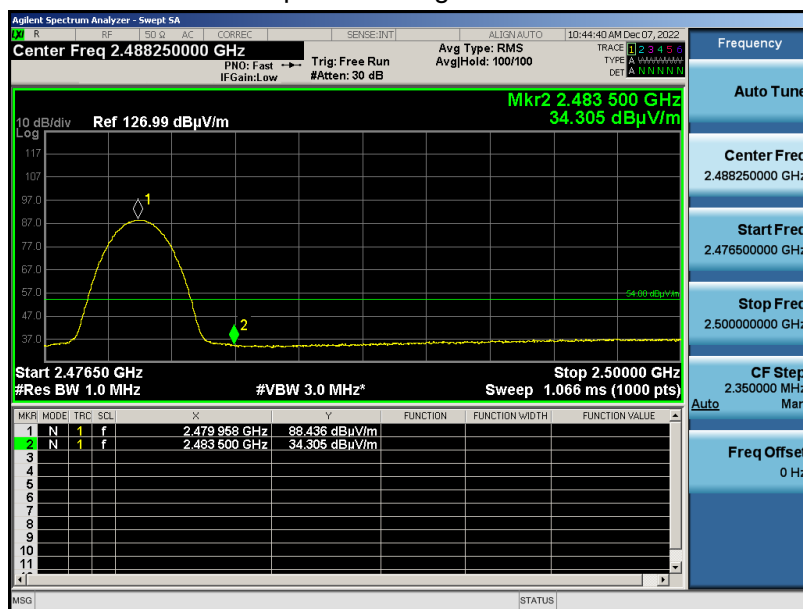 Agilent Spectrum Analyzer - Swept SA
LXI R RF 50 Ω AC CORREC SENSE:INT ALIGN AUTO 10:44:40 AM Dec 07, 2022
Center Freq 2.488250000 GHz
PNO: Fast
IFGain:Low
Trig: Free Run
#Atten: 30 dB
Avg Type: RMS
Avg|Hold: 100/100
TRACE 1 2 3 4 5 6
TYPE A WWWWW
DET A N N N N N
Mkr2 2.483 500 GHz
34.305 dBµV/m
10 dB/div Ref 126.99 dBµV/m
Log
117
107
97.0
1
87.0
77.0
67.0
57.0
54.00 dBµV/m
47.0
2
37.0
Start 2.47650 GHz Stop 2.50000 GHz
#Res BW 1.0 MHz #VBW 3.0 MHz* Sweep 1.066 ms (1000 pts)
MKR MODE TRC SCL X Y FUNCTION FUNCTION WIDTH FUNCTION VALUE
1 N 1 f 2.479 958 GHz 88.436 dBµV/m
2 N 1 f 2.483 500 GHz 34.305 dBµV/m
3
4
5
6
7
8
9
10
11
MSG STATUS
Frequency
Auto Tune
Center Freq
2.488250000 GHz
Start Freq
2.476500000 GHz
Stop Freq
2.500000000 GHz
CF Step
2.350000 MHz
Auto Man
Freq Offset
0 Hz